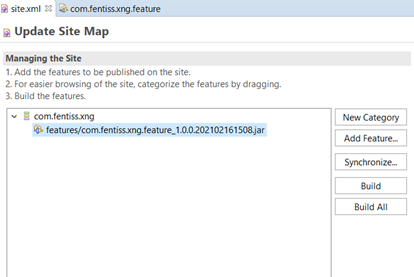 site.xml
com.fentiss.xng.feature
Update Site Map
Managing the Site
1. Add the features to be published on the site.
2. For easier browsing of the site, categorize the features by dragging.
3. Build the features.
com.fentiss.xng
features/com.fentiss.xng.feature_1.0.0.202102161508.jar
New Category
Add Feature...
Synchronize...
Build
Build All